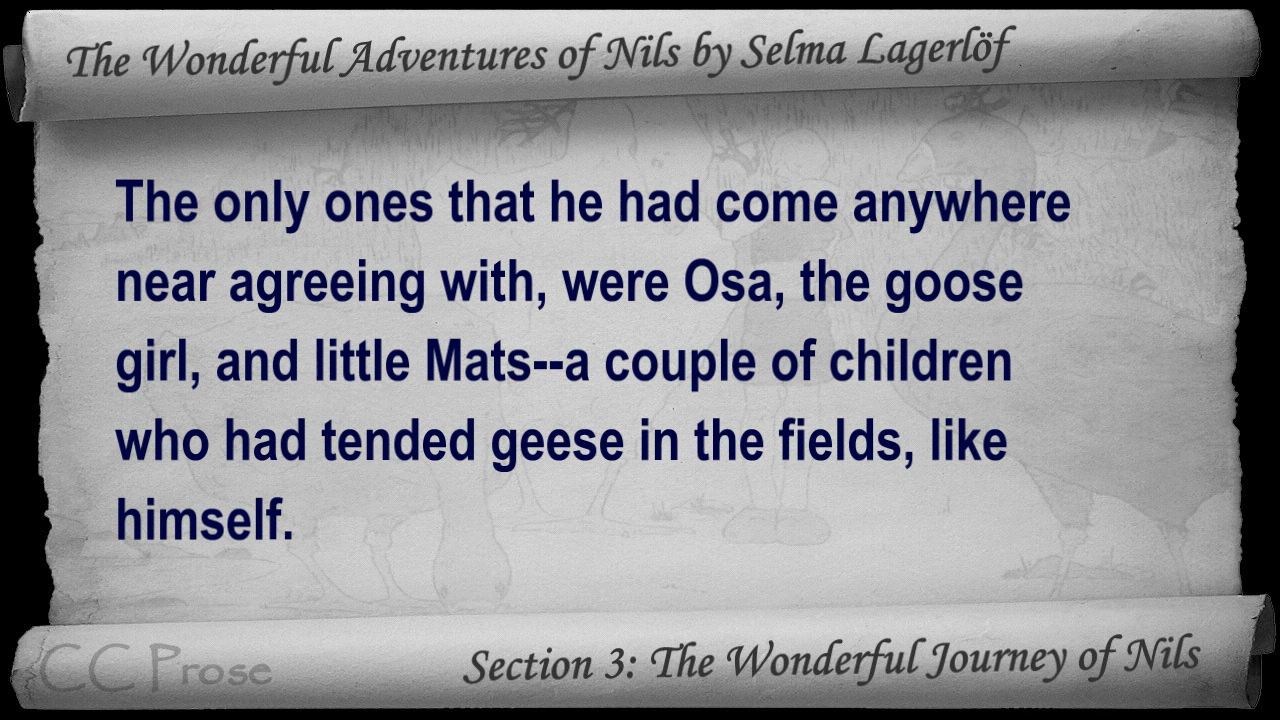 The Wonderful Adventures of Nils by Selma Lagerlöf
The only ones that he had come anywhere
near agreeing with, were Osa, the goose
girl, and little Mats--a couple of children
who had tended geese in the fields, like
himself.
CC Prose
Section 3: The Wonderful Journey of Nils